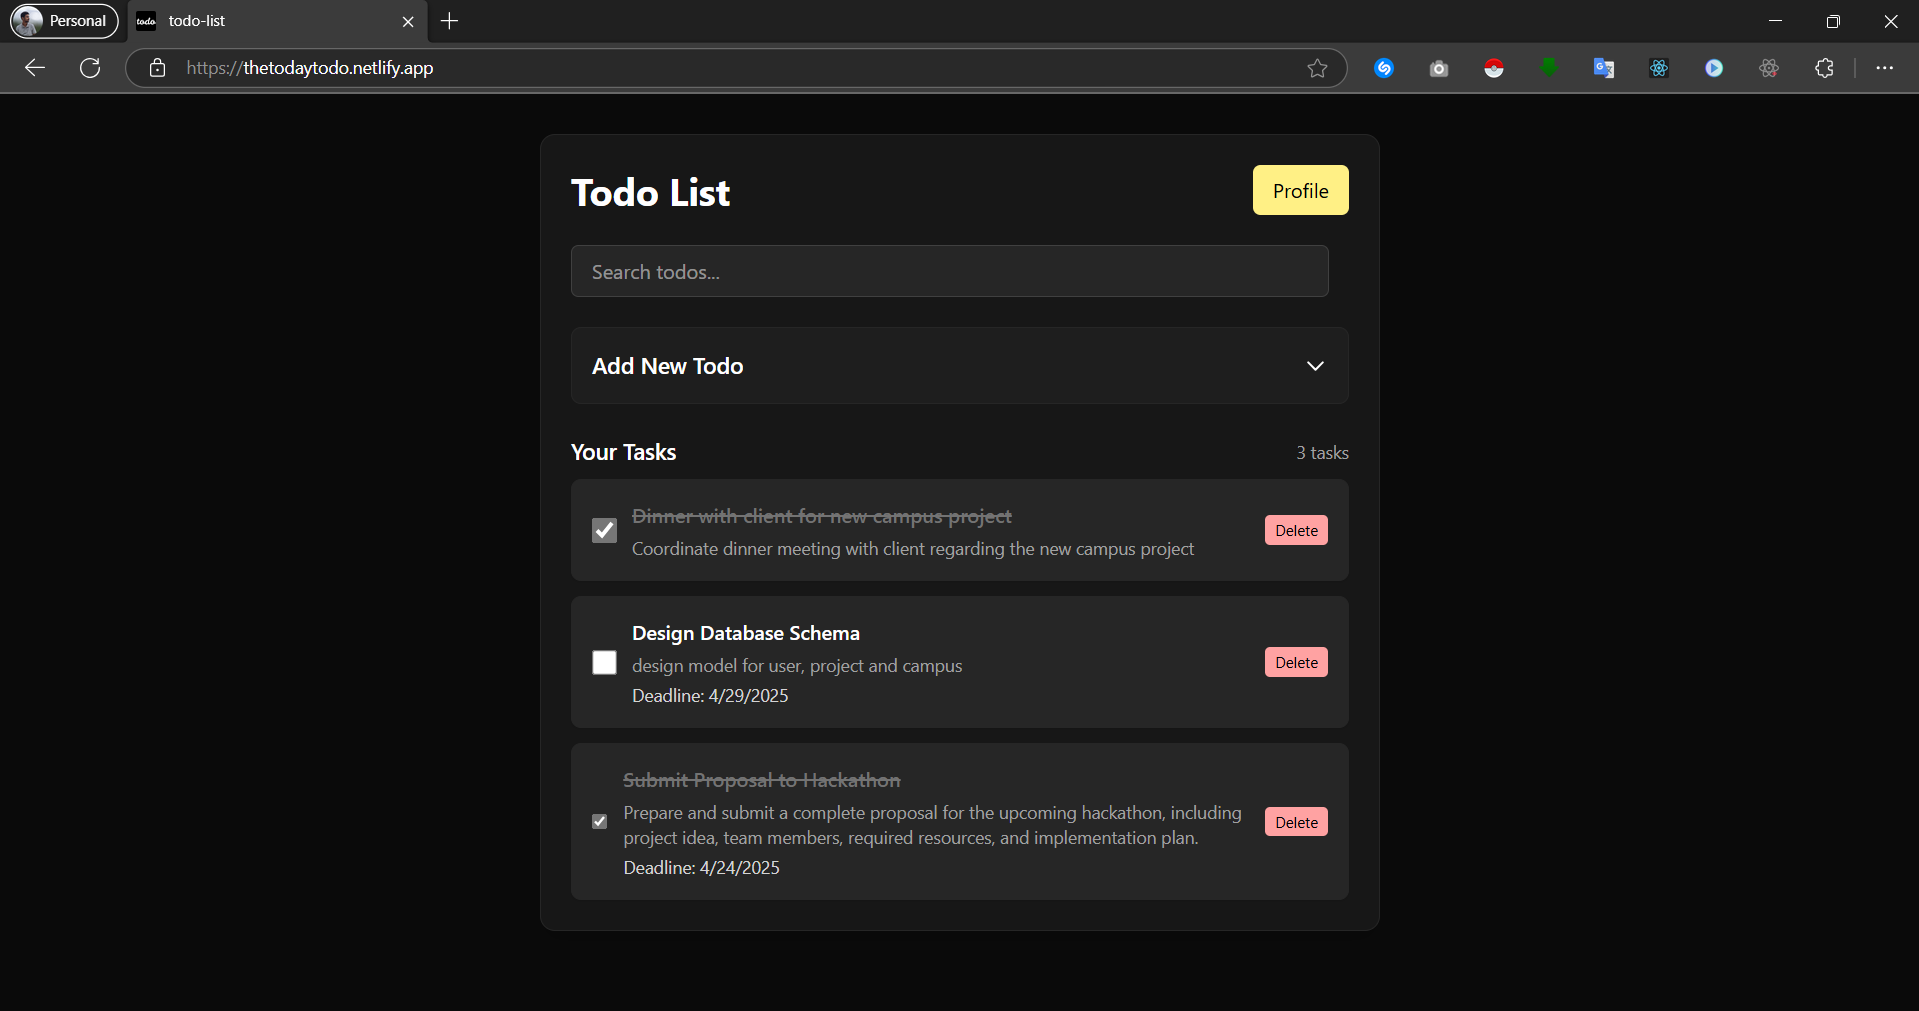 Personal
todo
todo-list
https://thetodaytodo.netlify.app
Todo List
Profile
Search todos...
Add New Todo
Your Tasks
3 tasks
Dinner with client for new campus project
Coordinate dinner meeting with client regarding the new campus project
Delete
Design Database Schema
design model for user, project and campus
Deadline: 4/29/2025
Delete
Submit Proposal to Hackathon
Prepare and submit a complete proposal for the upcoming hackathon, including
project idea, team members, required resources, and implementation plan.
Deadline: 4/24/2025
Delete